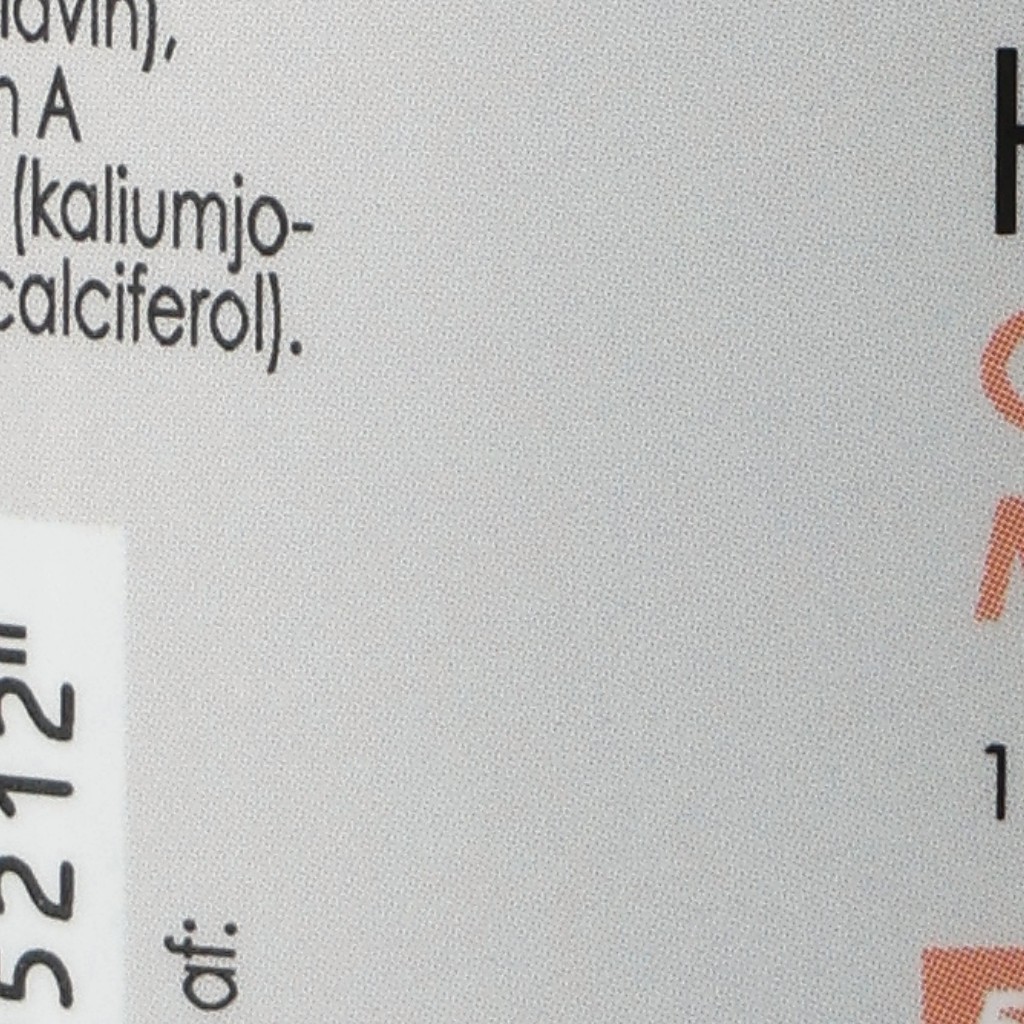 lavin),
n A
(kaliumjo-
calciferol).
5212
af:
1